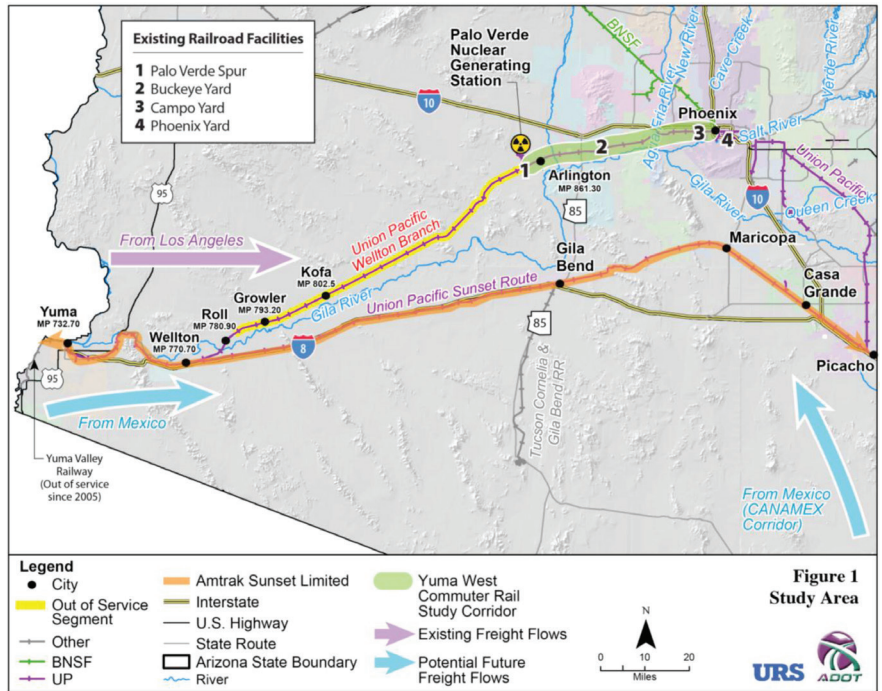 Existing Railroad Facilities
1 Palo Verde Spur
2 Buckeye Yard
3 Campo Yard
4 Phoenix Yard
Palo Verde
Nuclear
Generating
Station
BNSF
Agua Fria River
New River
Cave Creek
Verde River
10
Phoenix
Salt River
1
2
3
4
Arlington
MP 861.30
Union Pacific
Gila River
10
Queen Creek
95
85
Union Pacific
Wellton Branch
From Los Angeles
Maricopa
Gila
Bend
Kofa
MP 802.5
Growler
MP 793.20
Roll
MP 780.90
Gila River
Union Pacific Sunset Route
Casa
Grande
Yuma
MP 732.70
Wellton
MP 770.70
8
85
Picacho
95
From Mexico
Tucson Cornelia &
Gila Bend RR
Yuma Valley
Railway
(Out of service
since 2005)
From Mexico
(CANAMEX
Corridor)
Legend
City
Out of Service
Segment
Other
BNSF
UP
Amtrak Sunset Limited
Interstate
U.S. Highway
State Route
Arizona State Boundary
River
Yuma West
Commuter Rail
Study Corridor
Existing Freight Flows
Potential Future
Freight Flows
N
0 10 20
Miles
Figure 1
Study Area
URS
ADOT